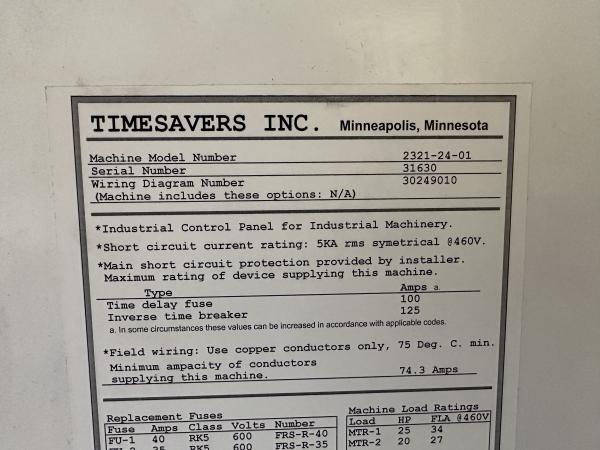 TIMESAVERS INC. Minneapolis, Minnesota
Machine Model Number 2321-24-01
Serial Number 31630
Wiring Diagram Number 30249010
(Machine includes these options: N/A)
*Industrial Control Panel for Industrial Machinery.
*Short circuit current rating: 5KA rms symetrical @460V.
*Main short circuit protection provided by installer.
Maximum rating of device supplying this machine.
Type Amps a.
Time delay fuse 100
Inverse time breaker 125
a. In some circumstances these values can be increased in accordance with applicable codes.
*Field wiring: Use copper conductors only, 75 Deg. C. min.
Minimum ampacity of conductors
supplying this machine. 74.3 Amps
Replacement Fuses
Fuse Amps Class Volts Number
FU-1 40 RK5 600 FRS-R-40
FU-2 35 RK5 600 FRS-R-35
Machine Load Ratings
Load HP FLA @460V
MTR-1 25 34
MTR-2 20 27